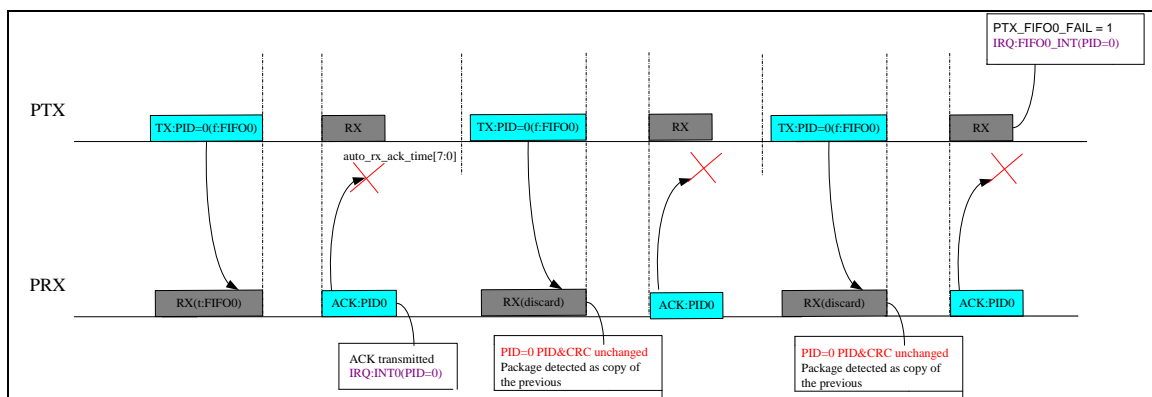 PTX_FIFO0_FAIL = 1
IRQ:FIFO0_INT(PID=0)
PTX
TX:PID=0(f:FIFO0)
RX
TX:PID=0(f:FIFO0)
RX
TX:PID=0(f:FIFO0)
RX
auto_rx_ack_time[7:0]
PRX
RX(t:FIFO0)
ACK:PID0
RX(discard)
ACK:PID0
RX(discard)
ACK:PID0
ACK transmitted
IRQ:INT0(PID=0)
PID=0 PID&CRC unchanged
Package detected as copy of
the previous
PID=0 PID&CRC unchanged
Package detected as copy of
the previous